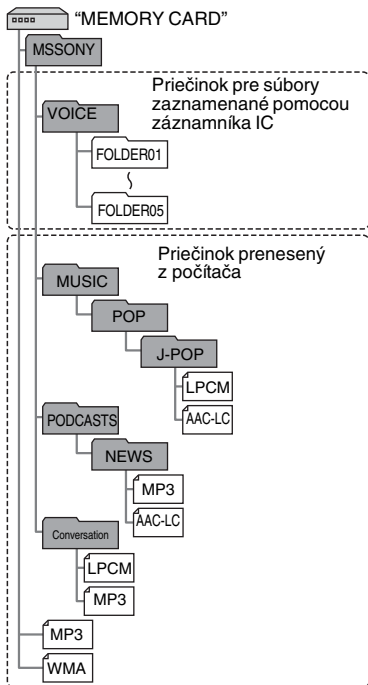 “MEMORY CARD”
MSSONY
Priečinok pre súbory
zaznamenané pomocou
záznamníka IC
VOICE
FOLDER01
FOLDER05
Priečinok prenesený
z počítača
MUSIC
POP
J-POP
LPCM
AAC-LC
PODCASTS
NEWS
MP3
AAC-LC
Conversation
LPCM
MP3
MP3
WMA